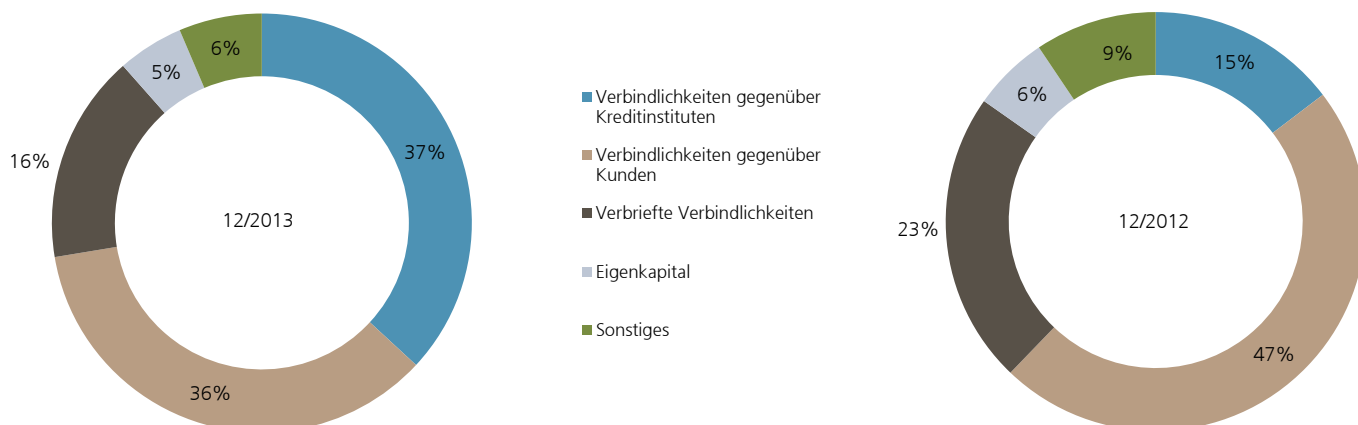 6%
5%
37%
16%
12/2013
36%
Verbindlichkeiten gegenüber
Kreditinstituten
Verbindlichkeiten gegenüber
Kunden
Verbriefte Verbindlichkeiten
Eigenkapital
Sonstiges
9%
15%
6%
23%
12/2012
47%